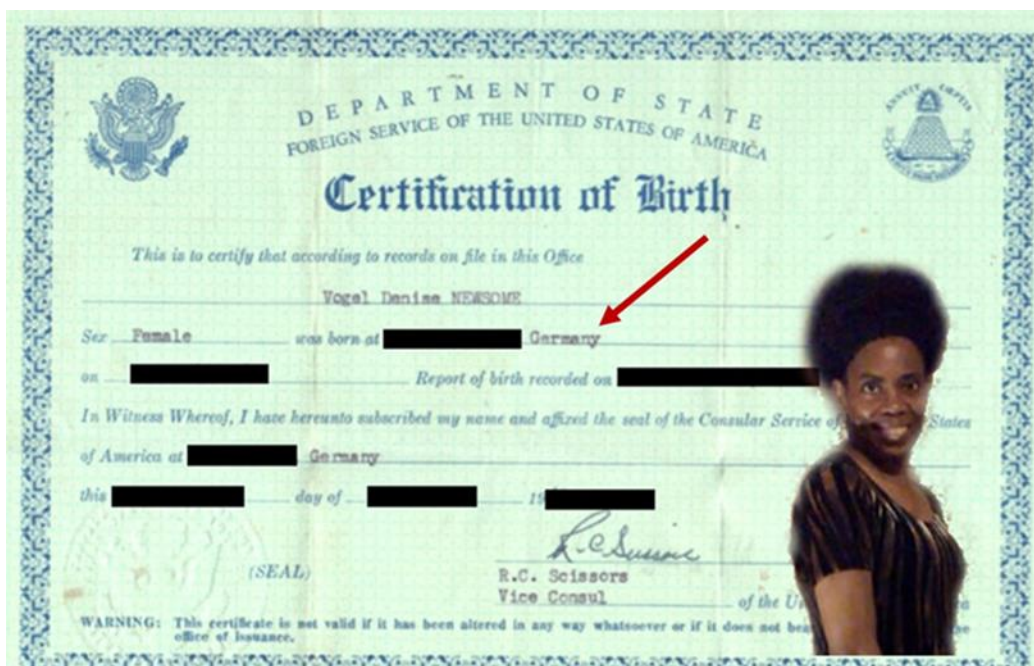 ANNUIT CŒPTIS
DEPARTMENT OF STATE
FOREIGN SERVICE OF THE UNITED STATES OF AMERICA
Certification of Birth
This is to certify that according to records on file in this Office
Vogel Denise NEWSOME
Sex Female was born at Germany
on Report of birth recorded on
In Witness Whereof, I have hereunto subscribed my name and affixed the seal of the Consular Service of States
of America at Germany
this day of 19
(SEAL)
R.C. Scissors
Vice Consul of the U
WARNING: This certificate is not valid if it has been altered in any way whatsoever or if it does not bea
office of issuance.